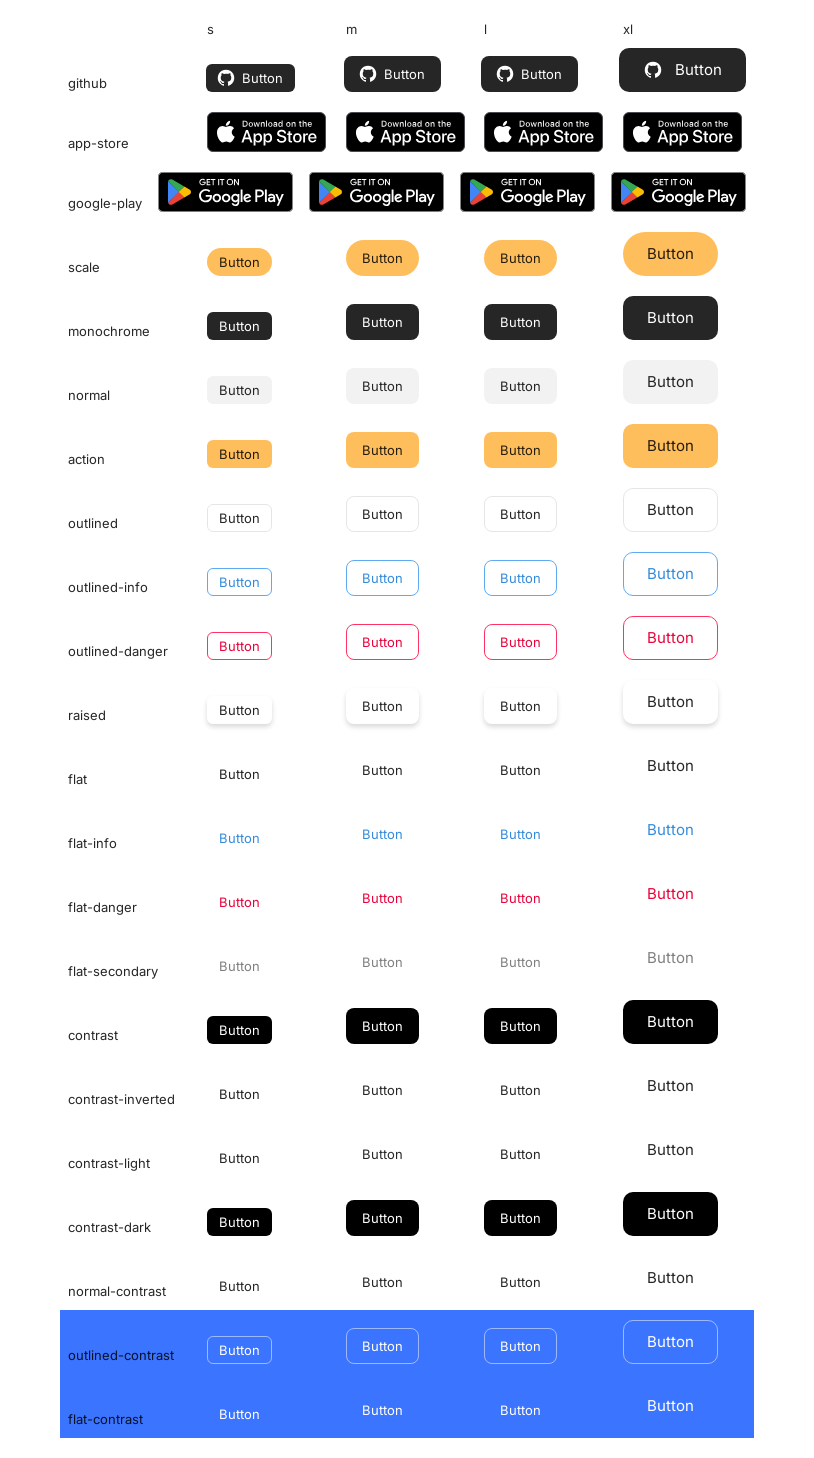 s m l xl
github Button Button Button Button
Download on the Download on the Download on the Download on the
app-store App Store App Store App Store App Store
GET IT ON GET IT ON GET IT ON GET IT ON
google-play Google Play Google Play Google Play Google Play
scale Button Button Button Button
monochrome Button Button Button Button
normal Button Button Button Button
action Button Button Button Button
outlined Button Button Button Button
outlined-info Button Button Button Button
outlined-danger Button Button Button Button
raised Button Button Button Button
flat Button Button Button Button
flat-info Button Button Button Button
flat-danger Button Button Button Button
flat-secondary Button Button Button Button
contrast Button Button Button Button
contrast-inverted Button Button Button Button
contrast-light Button Button Button Button
contrast-dark Button Button Button Button
normal-contrast Button Button Button Button
outlined-contrast Button Button Button Button
flat-contrast Button Button Button Button